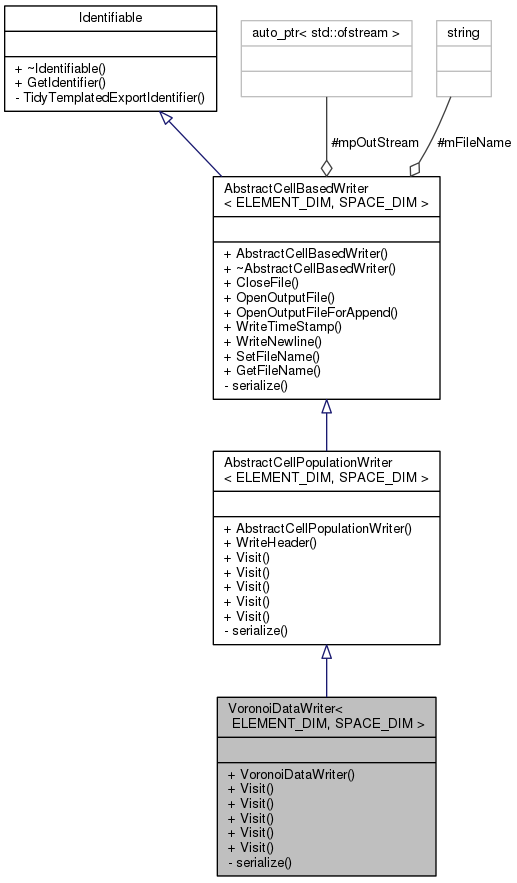 Identifiable
+ ~Identifiable()
+ GetIdentifier()
- TidyTemplatedExportIdentifier()
auto_ptr< std::ofstream >
string
#mpOutStream
#mFileName
AbstractCellBasedWriter
< ELEMENT_DIM, SPACE_DIM >
+ AbstractCellBasedWriter()
+ ~AbstractCellBasedWriter()
+ CloseFile()
+ OpenOutputFile()
+ OpenOutputFileForAppend()
+ WriteTimeStamp()
+ WriteNewline()
+ SetFileName()
+ GetFileName()
- serialize()
AbstractCellPopulationWriter
< ELEMENT_DIM, SPACE_DIM >
+ AbstractCellPopulationWriter()
+ WriteHeader()
+ Visit()
+ Visit()
+ Visit()
+ Visit()
+ Visit()
- serialize()
VoronoiDataWriter<
ELEMENT_DIM, SPACE_DIM >
+ VoronoiDataWriter()
+ Visit()
+ Visit()
+ Visit()
+ Visit()
+ Visit()
- serialize()